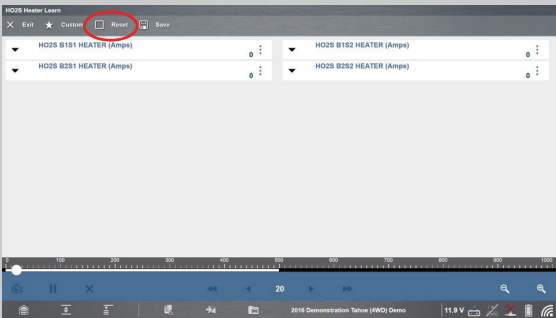 HO2S Heater Learn
Exit Custom Reset Save
HO2S B1S1 HEATER (Amps)
0
HO2S B1S2 HEATER (Amps)
0
HO2S B2S1 HEATER (Amps)
0
HO2S B2S2 HEATER (Amps)
0
0 100 200 300 400 500 600 700 800 900 1000
20
2016 Demonstration Tahoe (4WD) Demo 11.9 V